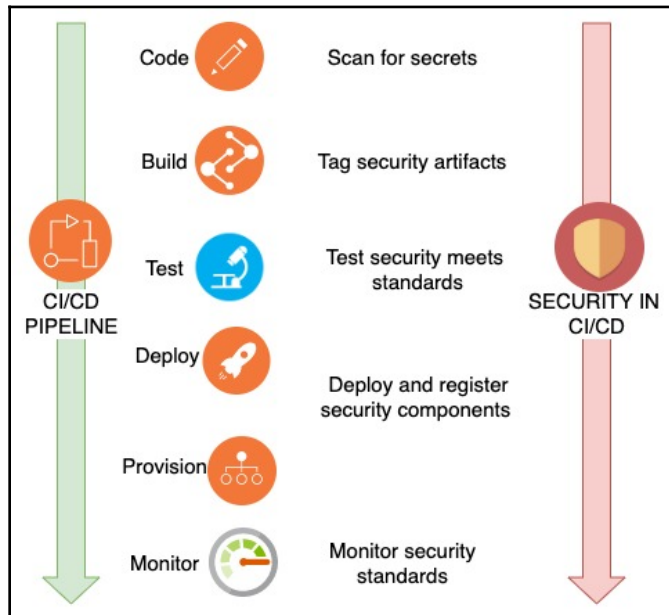 Code
Scan for secrets
Build
Tag security artifacts
Test
Test security meets
standards
CI/CD
PIPELINE
SECURITY IN
CI/CD
Deploy
Deploy and register
security components
Provision
Monitor
Monitor security
standards